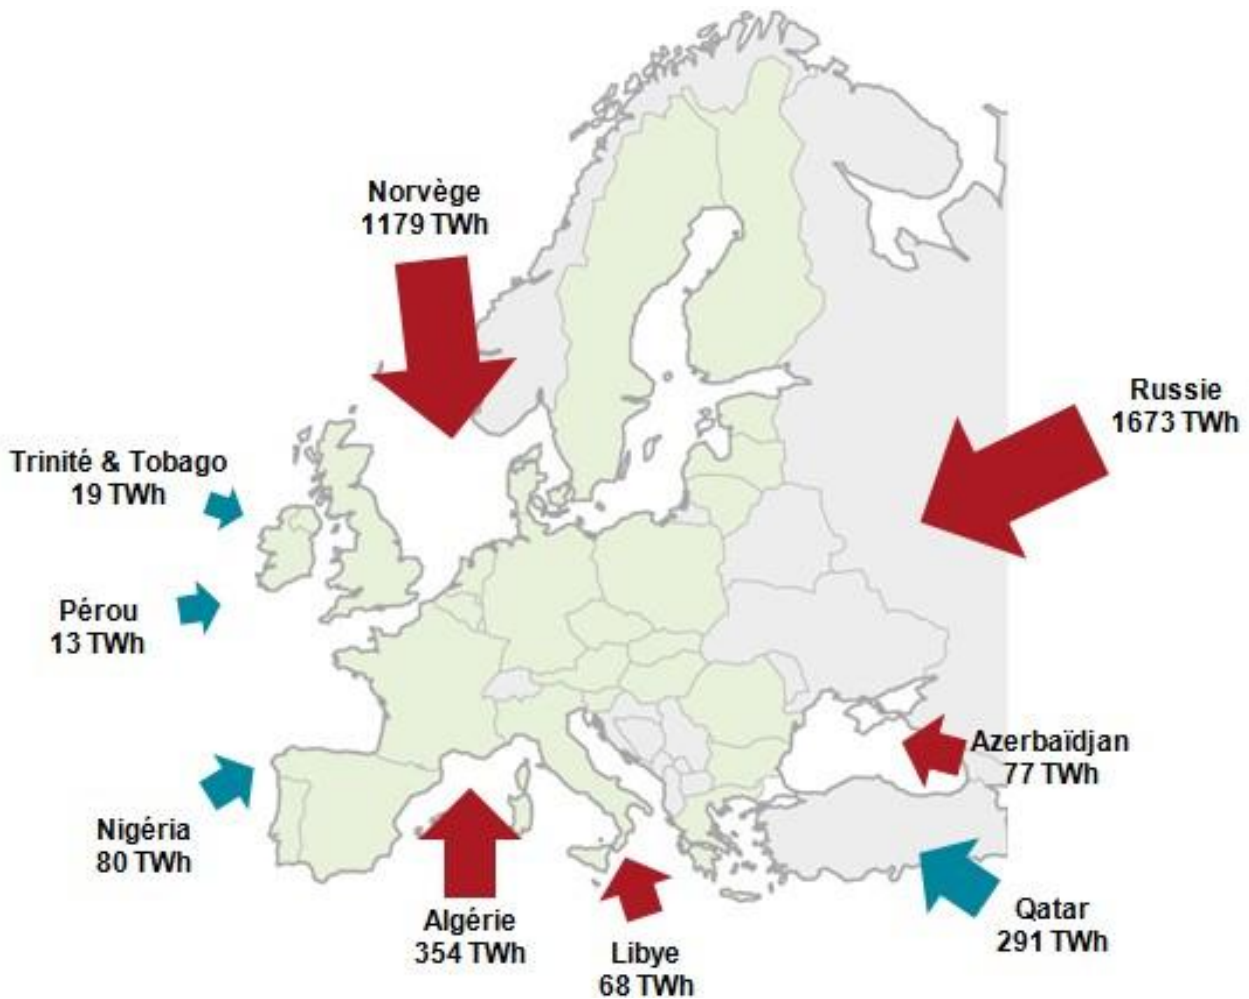 Norvège
1179 TWh
Russie
1673 TWh
Trinité & Tobago
19 TWh
Pérou
13 TWh
Azerbaïdjan
77 TWh
Nigéria
80 TWh
Algérie
354 TWh
Libye
68 TWh
Qatar
291 TWh